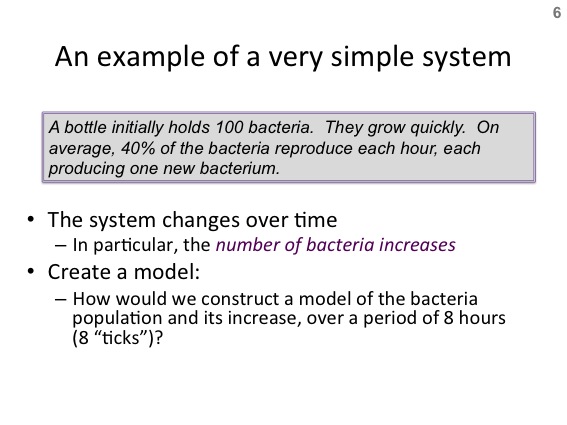 6
An example of a very simple system
A bottle initially holds 100 bacteria. They grow quickly. On
average, 40% of the bacteria reproduce each hour, each
producing one new bacterium.
• The system changes over time
– In particular, the number of bacteria increases
• Create a model:
– How would we construct a model of the bacteria
population and its increase, over a period of 8 hours
(8 “ticks”)?